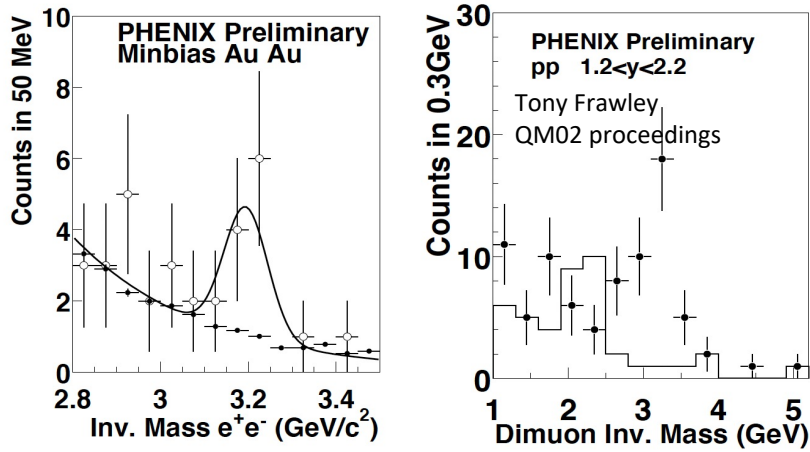 10
8
6
4
2
0
Counts in 50 MeV
PHENIX Preliminary
Minbias Au Au
2.8 3 3.2 3.4
Inv. Mass e⁺e⁻ (GeV/c²)
30
20
10
0
Counts in 0.3GeV
PHENIX Preliminary
pp 1.2<y<2.2
Tony Frawley
QM02 proceedings
1 2 3 4 5
Dimuon Inv. Mass (GeV)